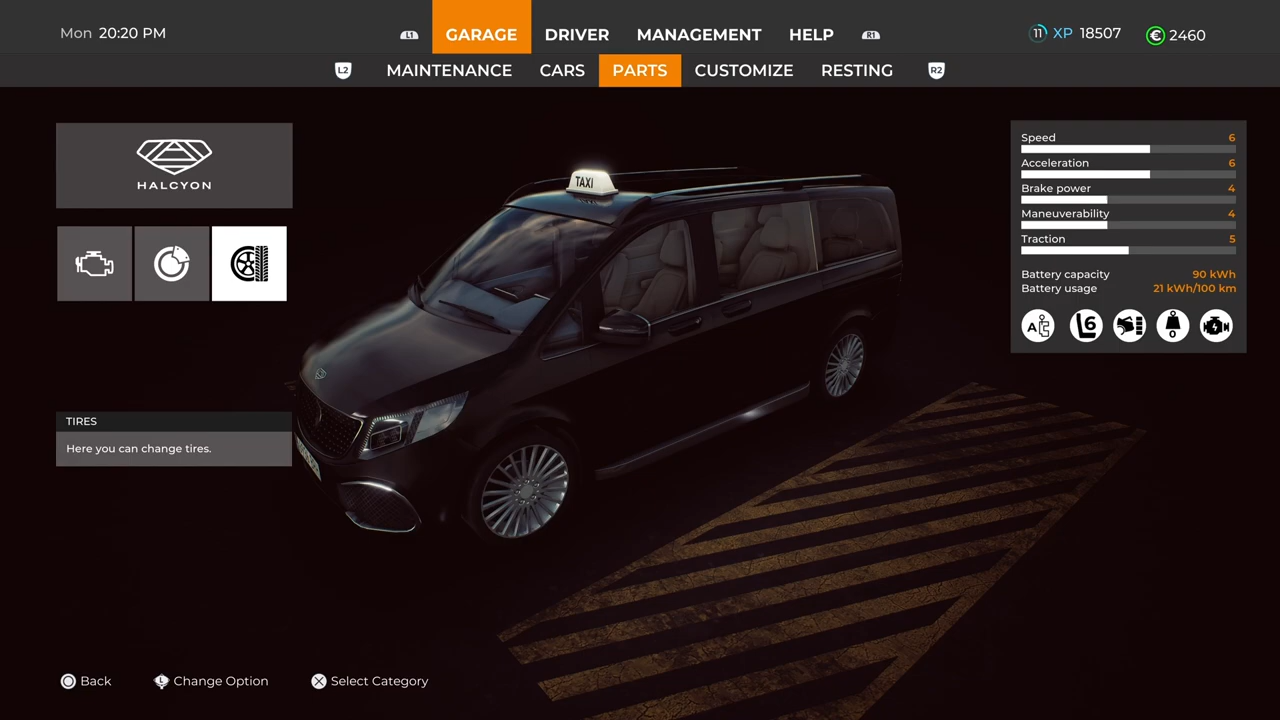 Mon 20:20 PM
L1 GARAGE DRIVER MANAGEMENT HELP R1
11 XP 18507 € 2460
L2 MAINTENANCE CARS PARTS CUSTOMIZE RESTING R2
HALCYON
TAXI
Speed 6
Acceleration 6
Brake power 4
Maneuverability 4
Traction 5
Battery capacity 90 kWh
Battery usage 21 kWh/100 km
A 6
TIRES
Here you can change tires.
Back L Change Option Select Category